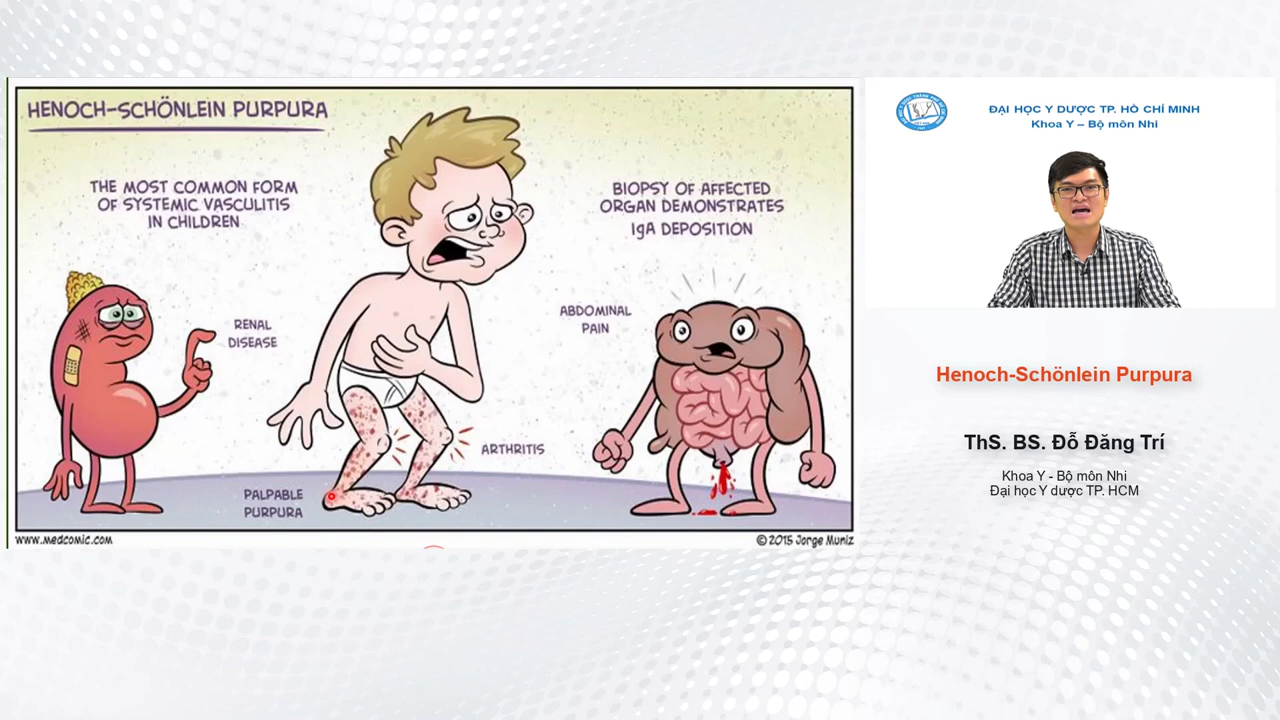 HENOCH-SCHÖNLEIN PURPURA
THE MOST COMMON FORM
OF SYSTEMIC VASCULITIS
IN CHILDREN
BIOPSY OF AFFECTED
ORGAN DEMONSTRATES
IgA DEPOSITION
RENAL
DISEASE
ABDOMINAL
PAIN
ARTHRITIS
PALPABLE
PURPURA
www.medcomic.com
© 2015 Jorge Muniz
ĐẠI HỌC Y DƯỢC TP. HỒ CHÍ MINH
Khoa Y – Bộ môn Nhi
Henoch-Schönlein Purpura
ThS. BS. Đỗ Đăng Trí
Khoa Y - Bộ môn Nhi
Đại học Y dược TP. HCM